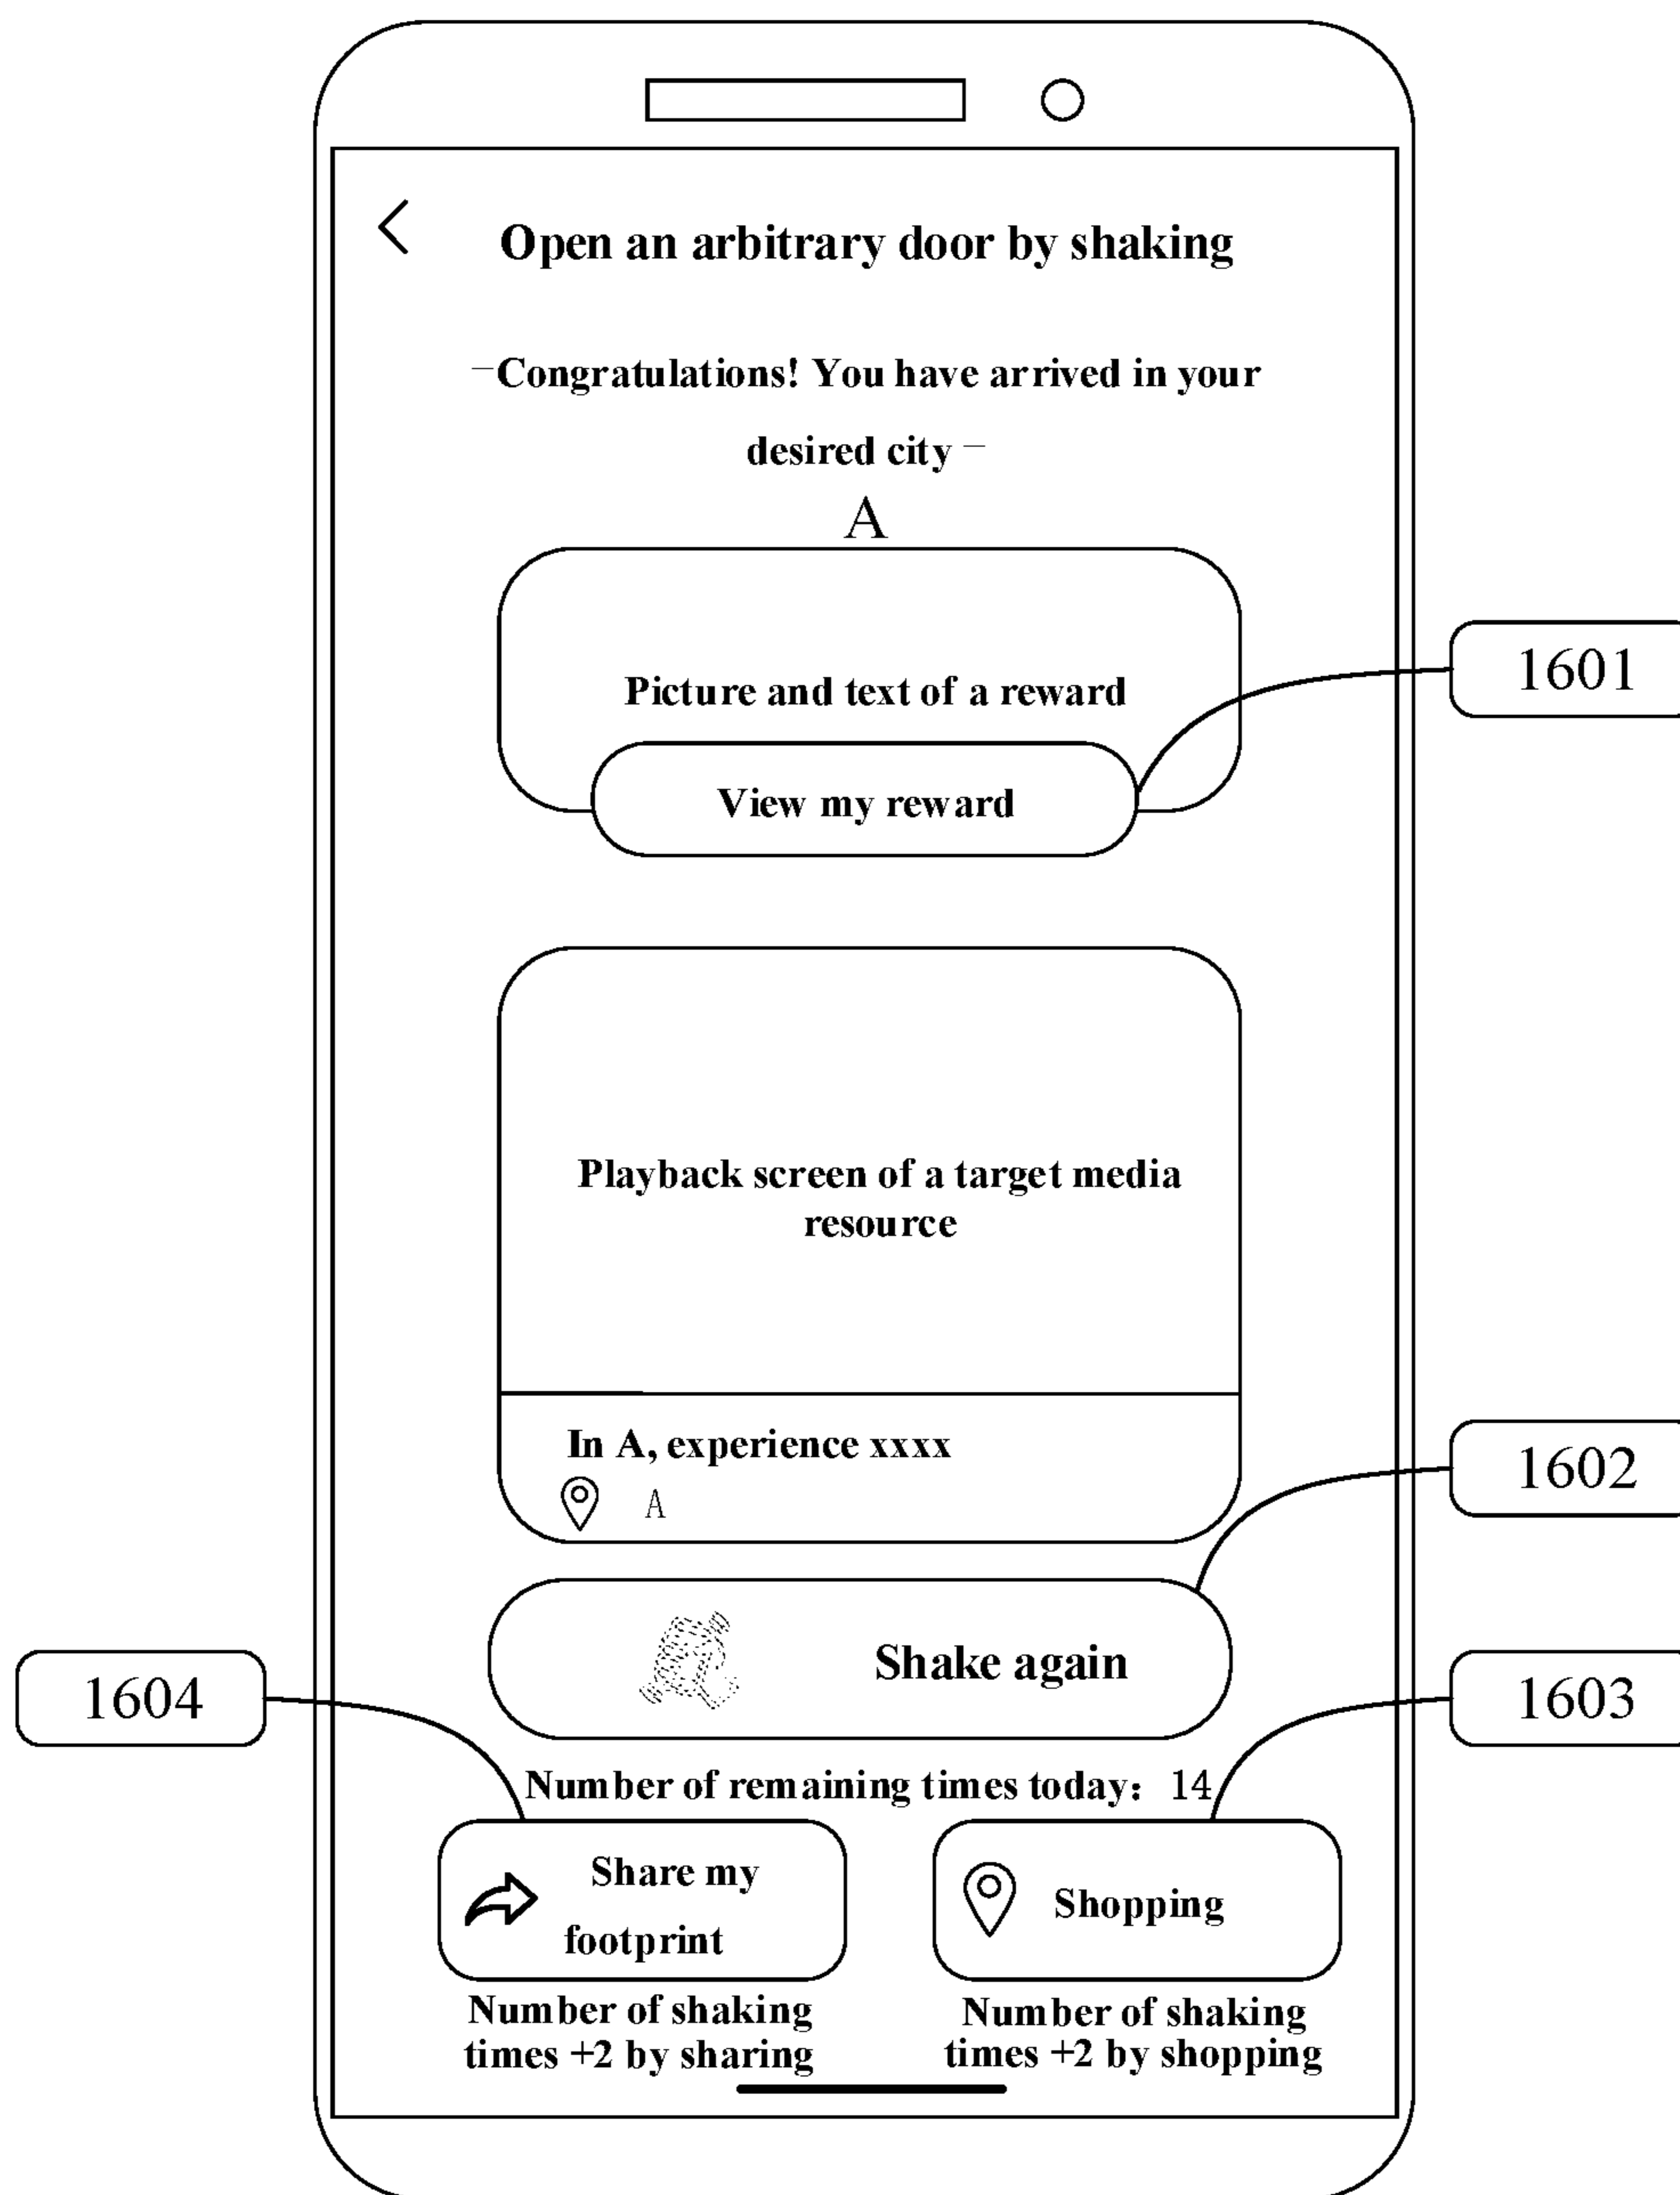 Open an arbitrary door by shaking
—Congratulations! You have arrived in your
desired city —
A
Picture and text of a reward
1601
View my reward
Playback screen of a target media
resource
In A, experience xxxx
A
1602
Shake again
1604
1603
Number of remaining times today: 14
Share my
footprint
Shopping
Number of shaking
times +2 by sharing
Number of shaking
times +2 by shopping